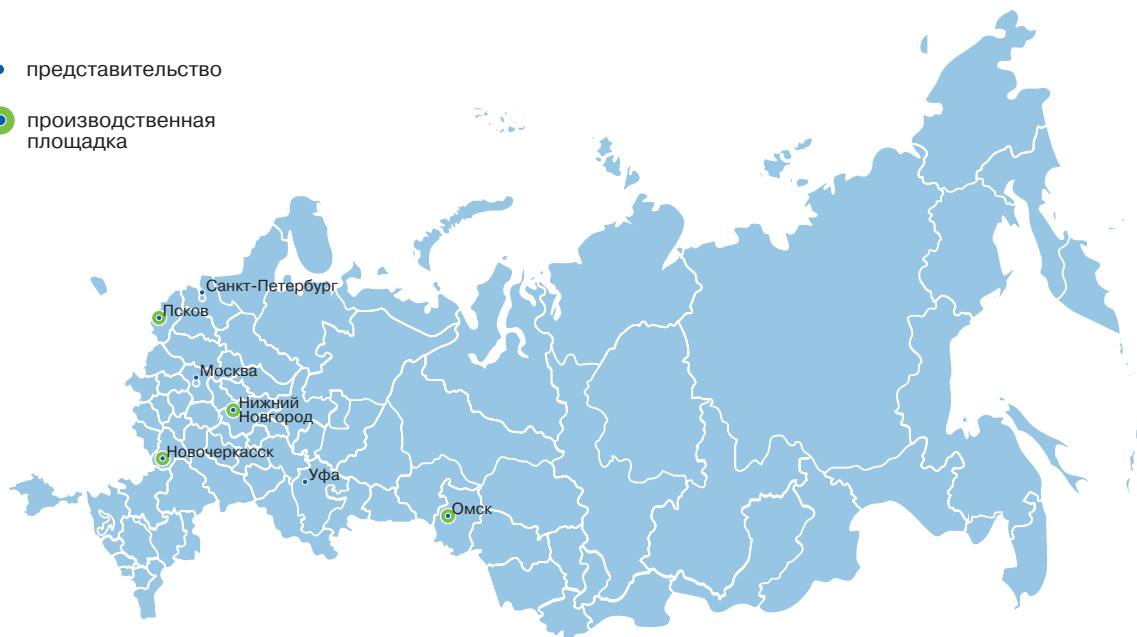 представительство
производственная
площадка
Санкт-Петербург
Псков
Москва
Нижний
Новгород
Новочеркасск
Уфа
Омск